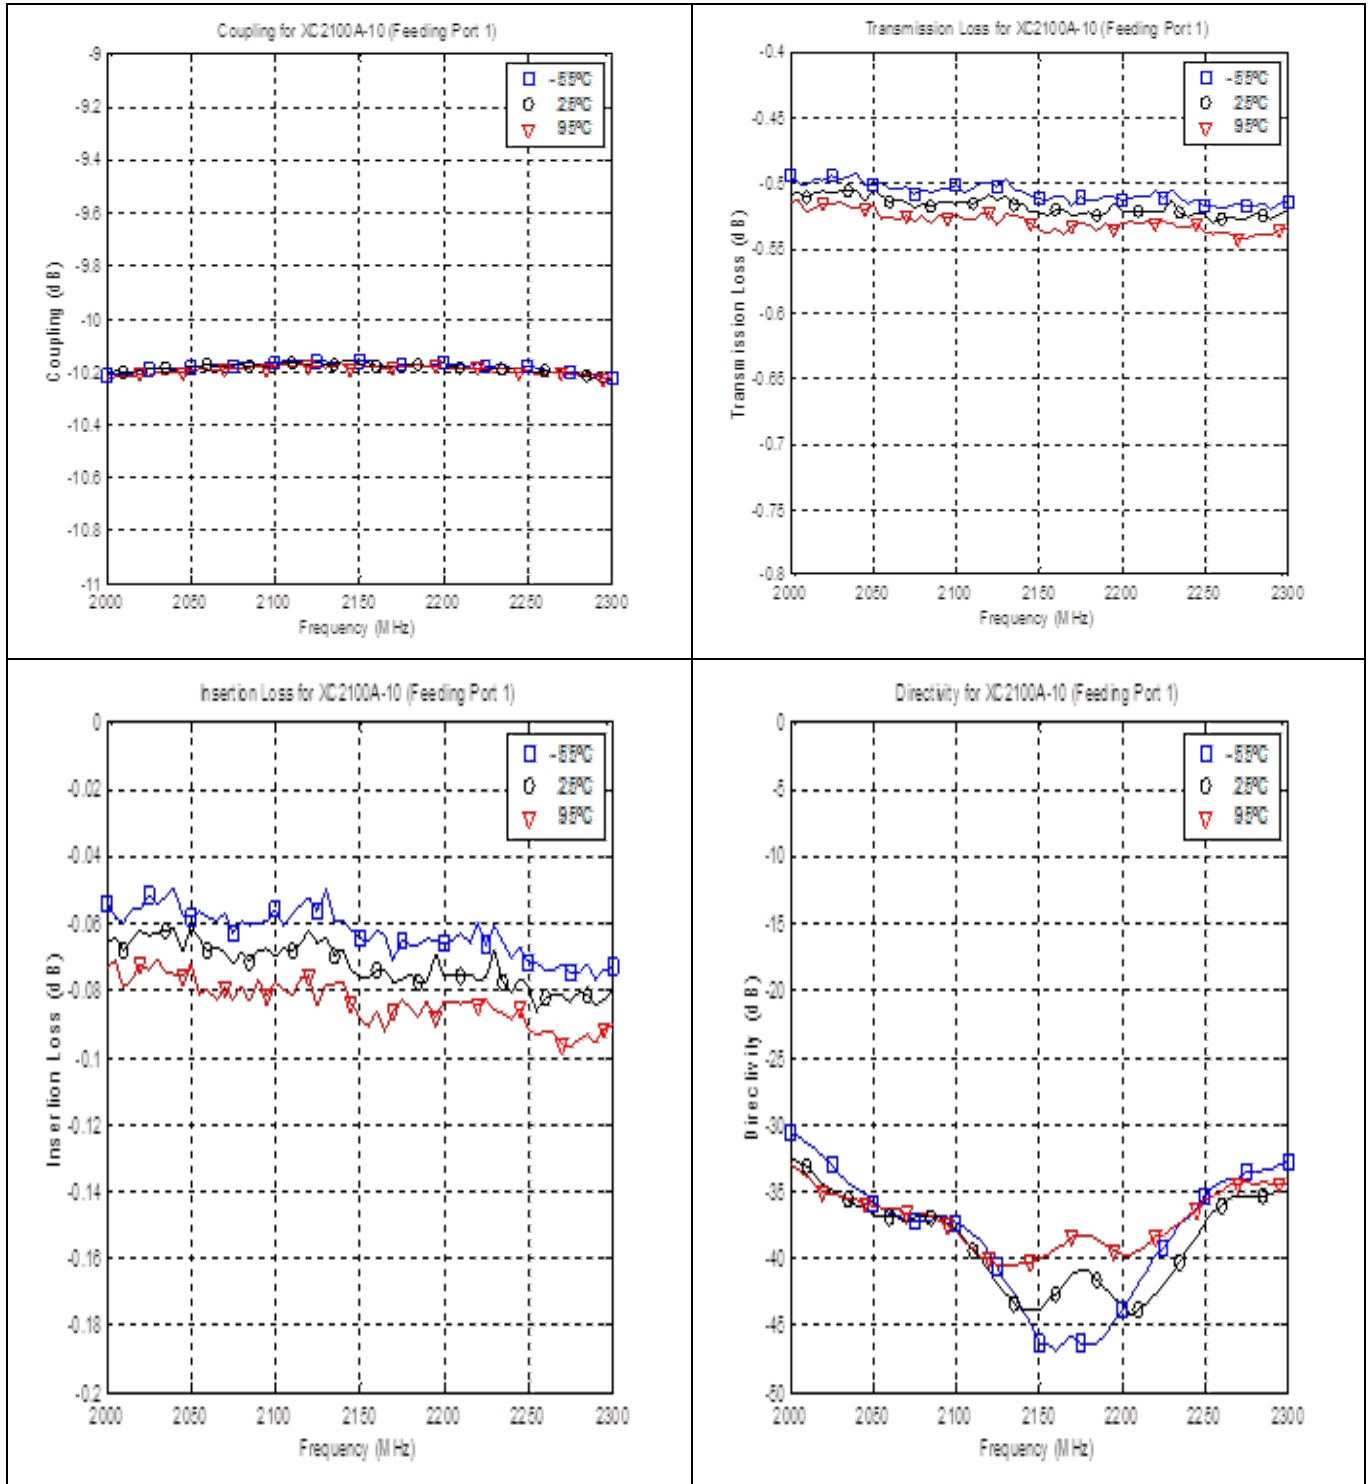 Coupling for XC2100A-10 (Feeding Port 1)
-9
-9.2
-9.4
-9.6
-9.8
-10
-10.2
-10.4
-10.6
-10.8
-11
Coupling (dB)
-55ºC
25ºC
95ºC
2000 2050 2100 2150 2200 2250 2300
Frequency (MHz)
Transmission Loss for XC2100A-10 (Feeding Port 1)
-0.4
-0.45
-0.5
-0.55
-0.6
-0.65
-0.7
-0.75
-0.8
Transmission Loss (dB)
-55ºC
25ºC
95ºC
2000 2050 2100 2150 2200 2250 2300
Frequency (MHz)
Insertion Loss for XC2100A-10 (Feeding Port 1)
0
-0.02
-0.04
-0.06
-0.08
-0.1
-0.12
-0.14
-0.16
-0.18
-0.2
Insertion Loss (dB)
-55ºC
25ºC
95ºC
2000 2050 2100 2150 2200 2250 2300
Frequency (MHz)
Directivity for XC2100A-10 (Feeding Port 1)
0
-5
-10
-15
-20
-25
-30
-35
-40
-45
-50
Directivity (dB)
-55ºC
25ºC
95ºC
2000 2050 2100 2150 2200 2250 2300
Frequency (MHz)